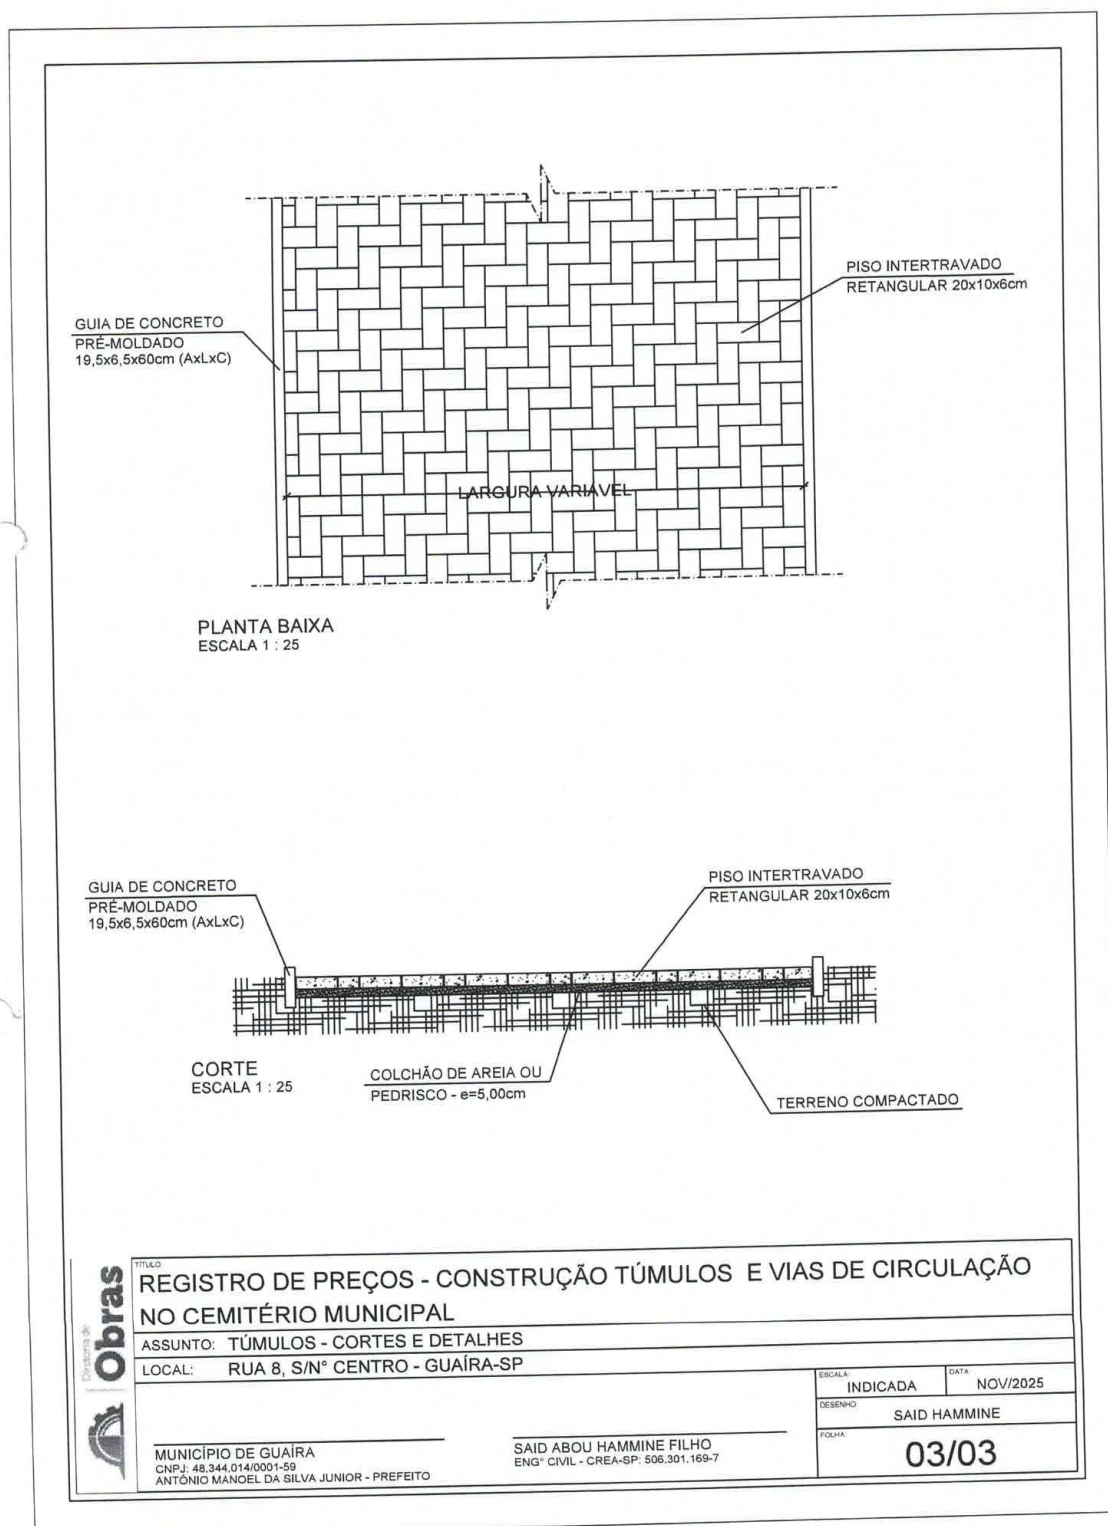 PISO INTERTRAVADO
RETANGULAR 20x10x6cm
GUIA DE CONCRETO
PRÉ-MOLDADO
19,5x6,5x60cm (AxLxC)
LARGURA VARIAVEL
PLANTA BAIXA
ESCALA 1 : 25
GUIA DE CONCRETO
PRÉ-MOLDADO
19,5x6,5x60cm (AxLxC)
PISO INTERTRAVADO
RETANGULAR 20x10x6cm
CORTE
ESCALA 1 : 25
COLCHÃO DE AREIA OU
PEDRISCO - e=5,00cm
TERRENO COMPACTADO
Diretoria de
Obras
TÍTULO:
REGISTRO DE PREÇOS - CONSTRUÇÃO TÚMULOS E VIAS DE CIRCULAÇÃO
NO CEMITÉRIO MUNICIPAL
ASSUNTO: TÚMULOS - CORTES E DETALHES
LOCAL: RUA 8, S/N° CENTRO - GUAÍRA-SP
ESCALA:
INDICADA
DATA:
NOV/2025
DESENHO:
SAID HAMMINE
FOLHA:
03/03
MUNICÍPIO DE GUAÍRA
CNPJ: 48.344.014/0001-59
ANTÔNIO MANOEL DA SILVA JUNIOR - PREFEITO
SAID ABOU HAMMINE FILHO
ENG° CIVIL - CREA-SP: 506.301.169-7